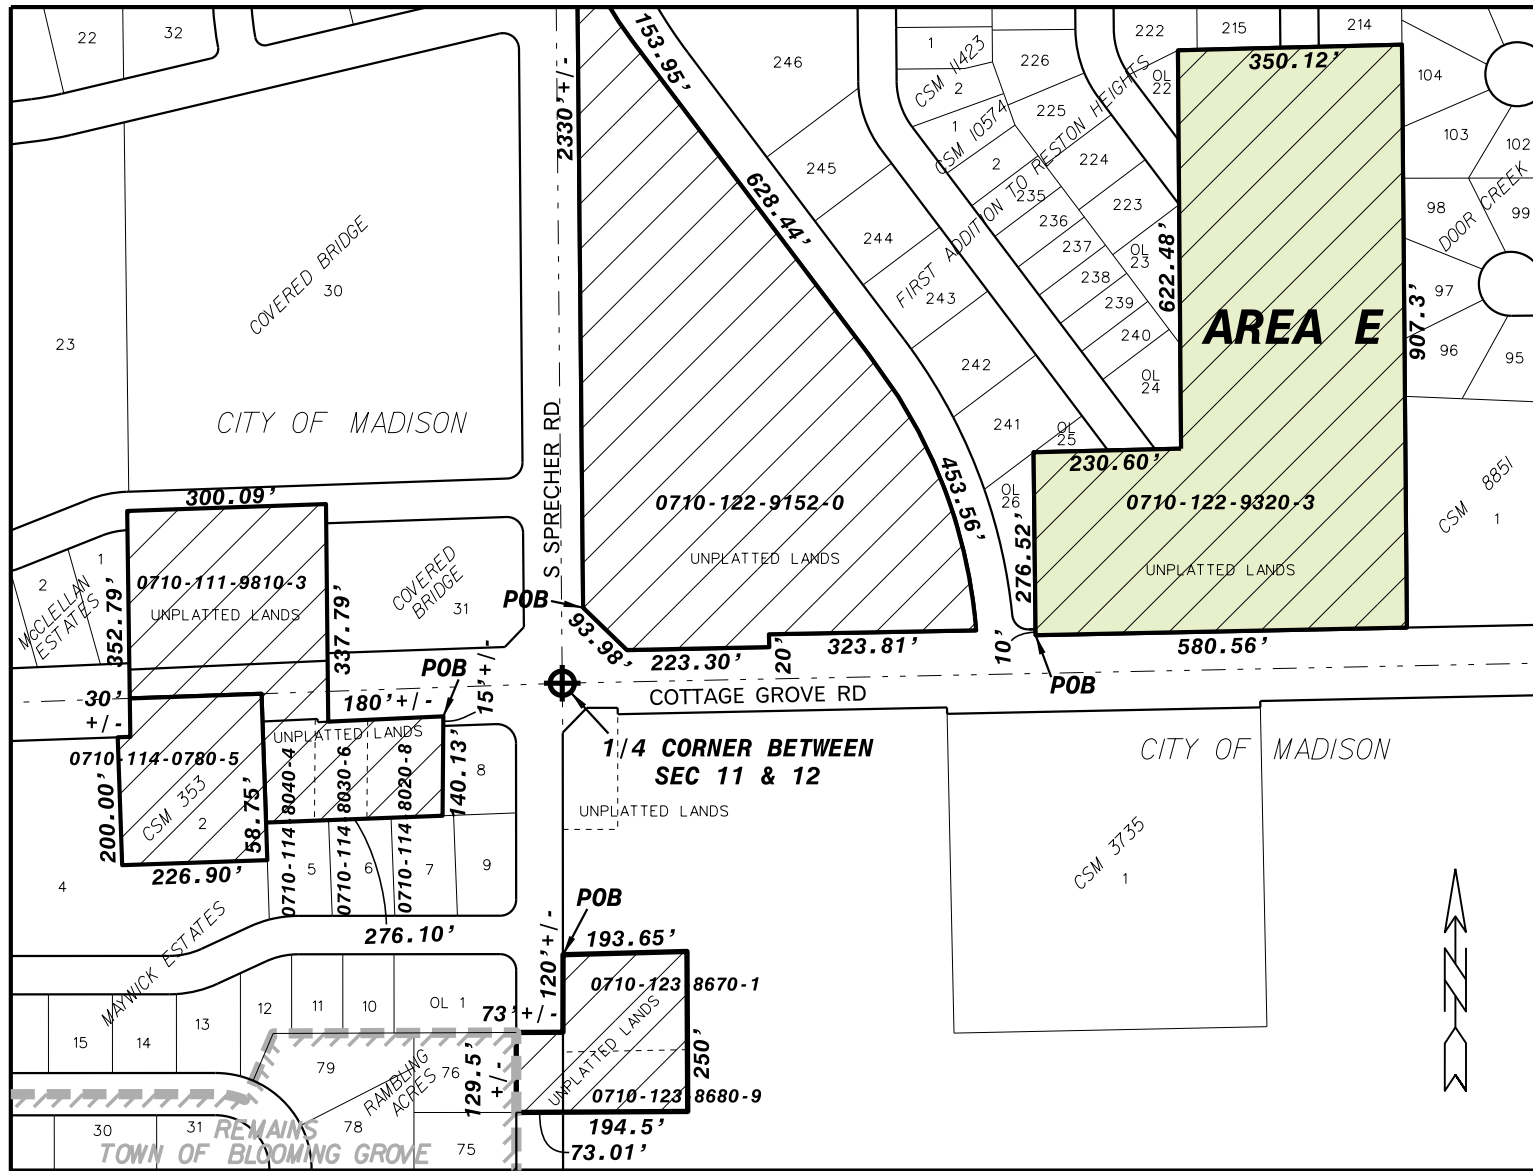 22
32
246
1
2
CSM 11423
226
222
215
214
OL
22
350.12'
104
103
102
153.95'
2330'+/-
1
CSM 10574
2
225
224
245
628.44'
FIRST ADDITION TO RESTON HEIGHTS
235
236
237
238
239
240
223
OL
23
98
99
DOOR CREEK
COVERED BRIDGE
30
244
243
622.48'
AREA E
907.3'
97
96
95
23
242
OL
24
CITY OF MADISON
S SPRECHER RD
241
OL
25
230.60'
453.56'
OL
26
300.09'
0710-122-9152-0
UNPLATTED LANDS
0710-122-9320-3
UNPLATTED LANDS
CSM 8851
1
276.52'
2
1
McCLELLAN
ESTATES
352.79'
0710-111-9810-3
UNPLATTED LANDS
337.79'
COVERED
BRIDGE
31
POB
93.98'
223.30'
20'
323.81'
10'
580.56'
POB
POB
15'+/-
180'+/-
30'
+/-
COTTAGE GROVE RD
UNPLATTED LANDS
1/4 CORNER BETWEEN
SEC 11 & 12
CITY OF MADISON
0710-114-0780-5
CSM 353
2
200.00'
58.75'
226.90'
0710-114-8040-4
0710-114-8030-6
0710-114-8020-8
140.13'
8
UNPLATTED LANDS
CSM 3735
1
4
5
6
7
9
276.10'
MAYWICK ESTATES
POB
193.65'
120'+/-
0710-123-8670-1
UNPLATTED LANDS
250'
0710-123-8680-9
194.5'
73.01'
73'+/-
129.5'
+/-
15
14
13
12
11
10
OL 1
79
76
RAMBLING
ACRES
78
75
30
31
REMAINS
TOWN OF BLOOMING GROVE
N